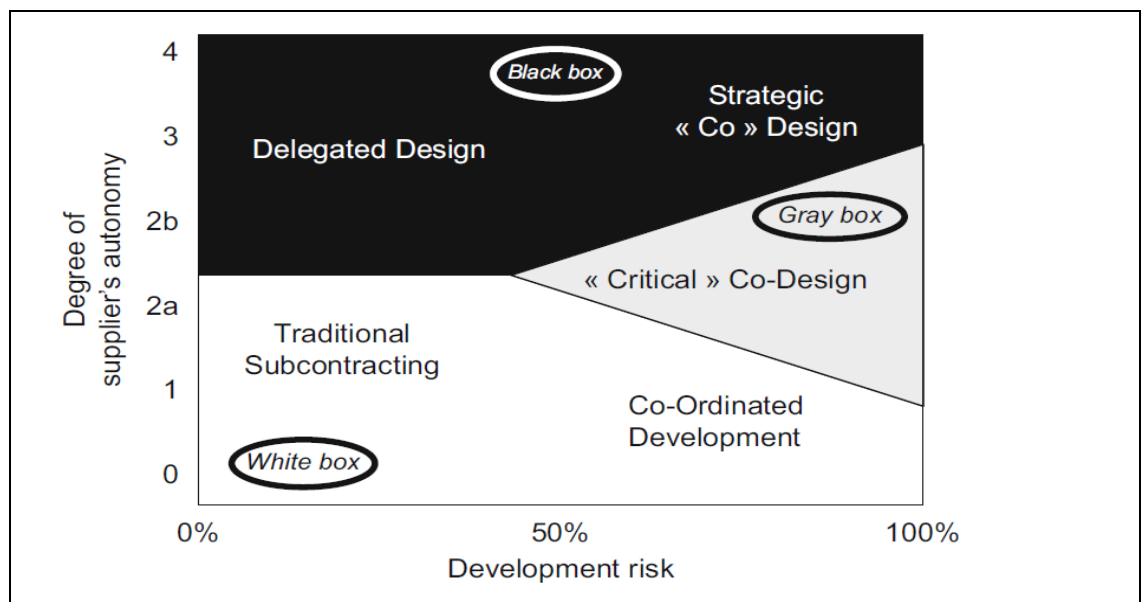 4
Black box
Strategic
« Co » Design
3
Delegated Design
Degree of
supplier's autonomy
2b
Gray box
« Critical » Co-Design
2a
Traditional
Subcontracting
1
Co-Ordinated
Development
White box
0
0%
50%
100%
Development risk